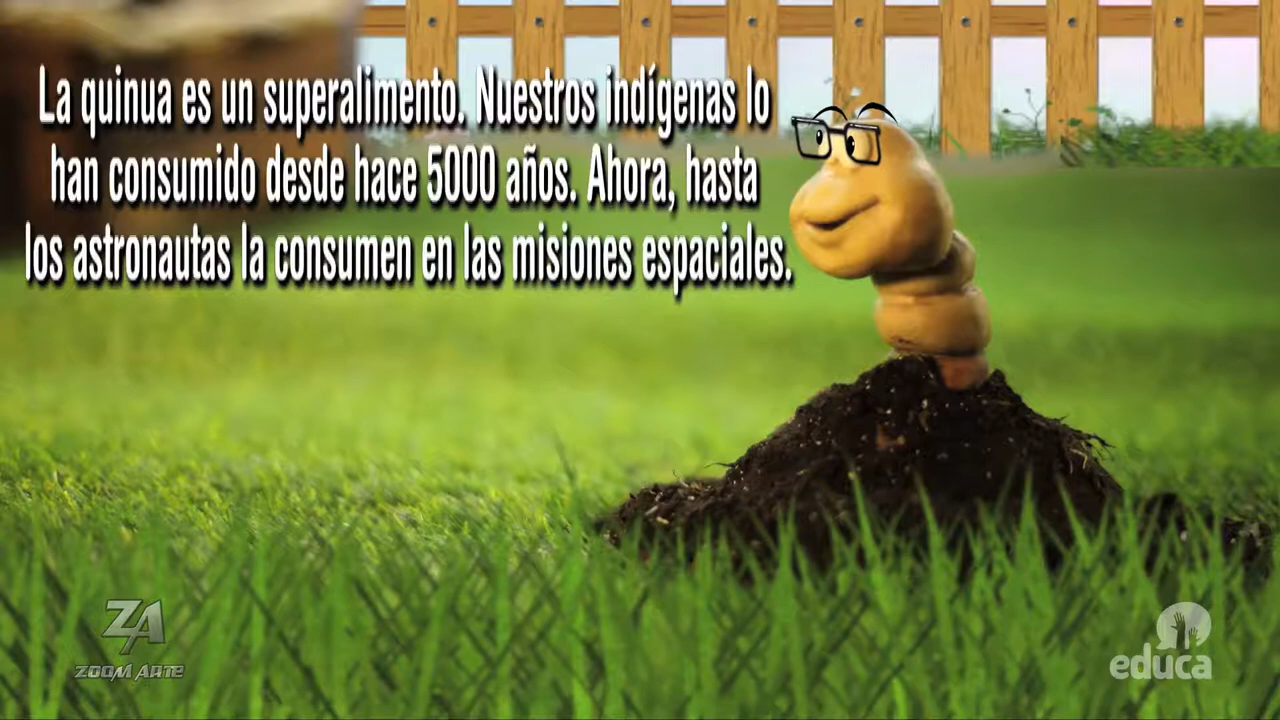 La quinua es un superalimento. Nuestros indígenas lo
han consumido desde hace 5000 años. Ahora, hasta
los astronautas la consumen en las misiones espaciales.
ZA
ZOOM ARTE
educa